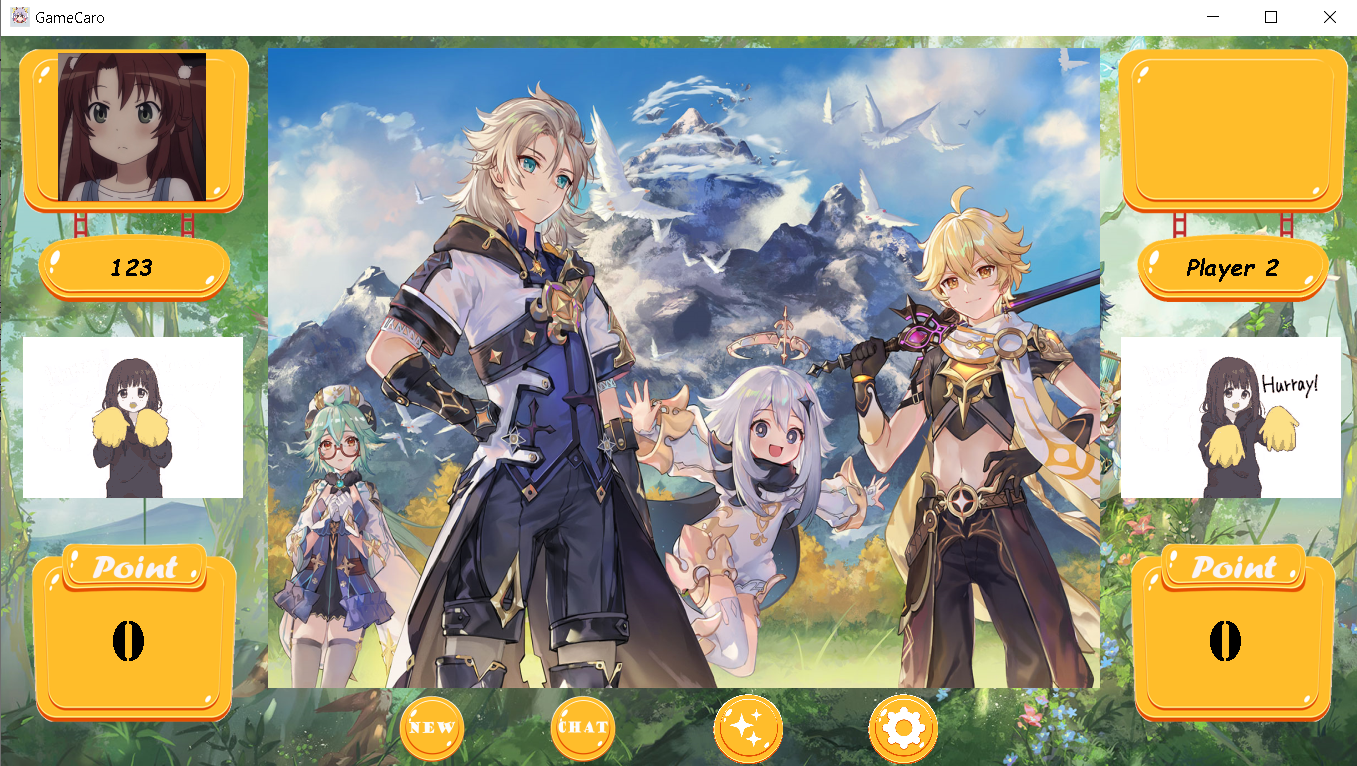 GameCaro
123
Player 2
Hurray!
Point
0
Point
0
NEW
CHAT